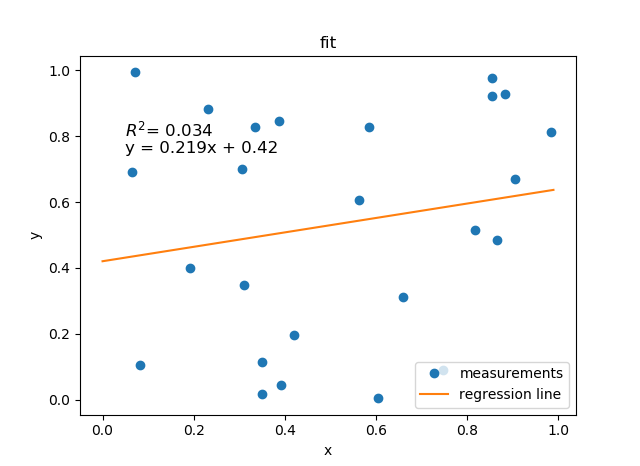 fit
1.0
0.8
0.6
0.4
0.2
0.0
y
R²= 0.034
y = 0.219x + 0.42
measurements
regression line
0.0 0.2 0.4 0.6 0.8 1.0
x